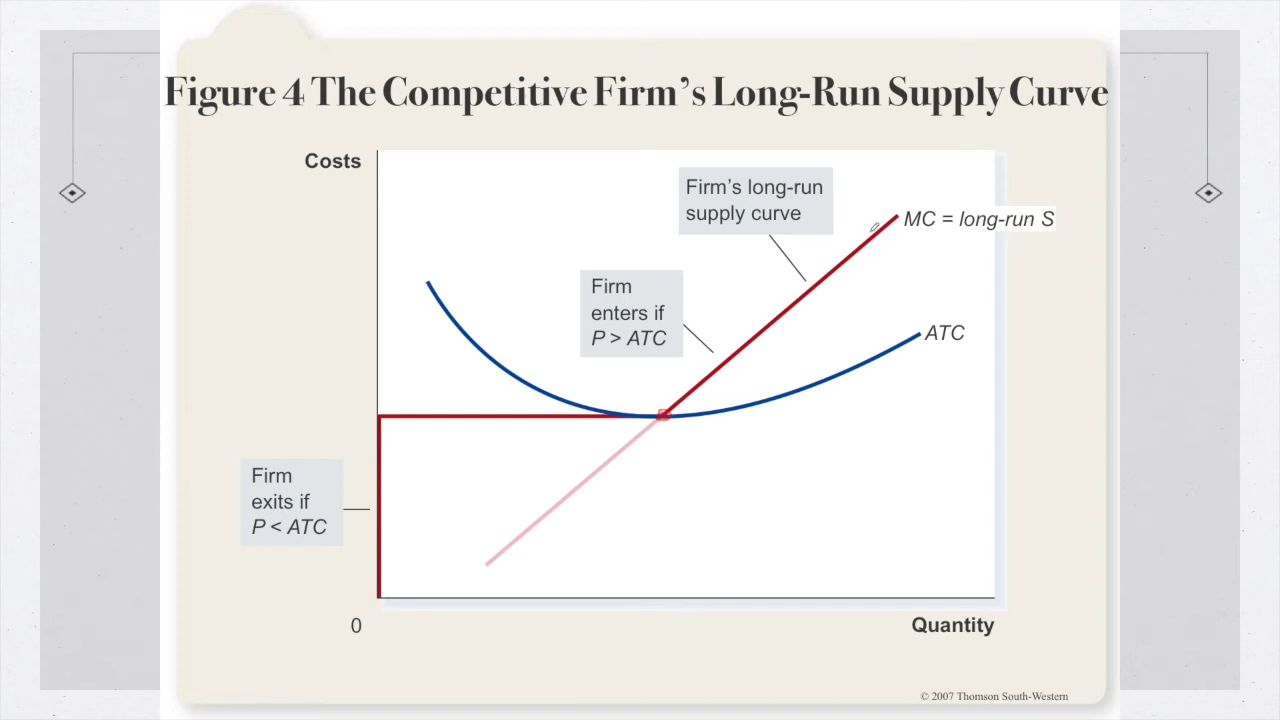 Figure 4 The Competitive Firm’s Long-Run Supply Curve
Costs
Firm’s long-run
supply curve
MC = long-run S
Firm
enters if
P > ATC
ATC
Firm
exits if
P < ATC
0
Quantity
© 2007 Thomson South-Western